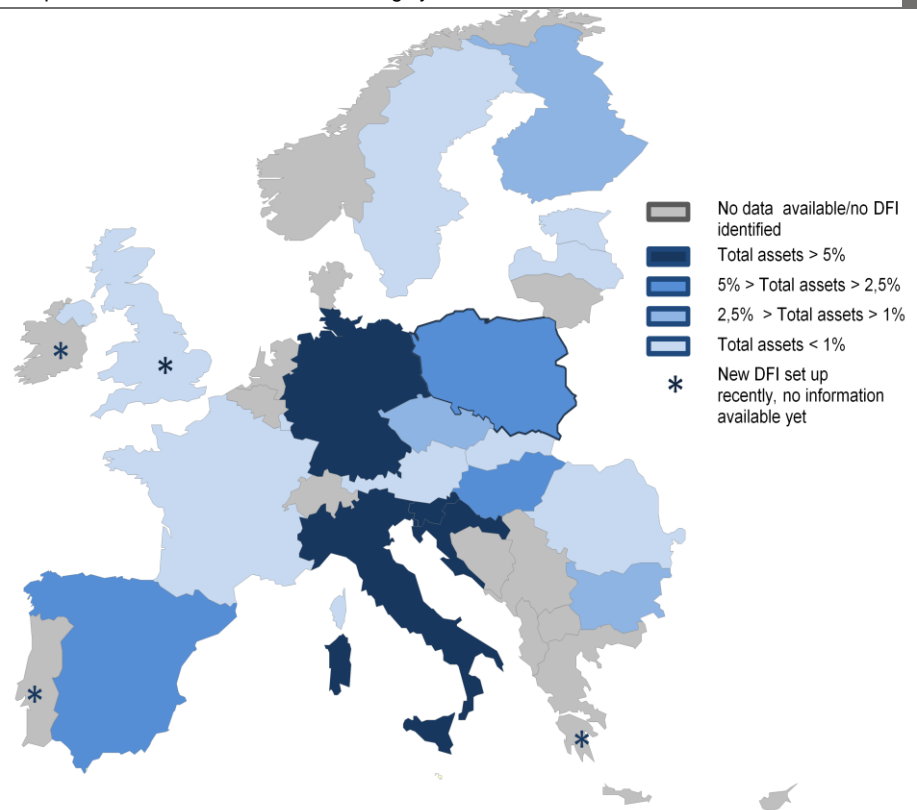 No data available/no DFI
identified
Total assets > 5%
5% > Total assets > 2,5%
2,5% > Total assets > 1%
Total assets < 1%
* New DFI set up
recently, no information
available yet
*
*
*
*